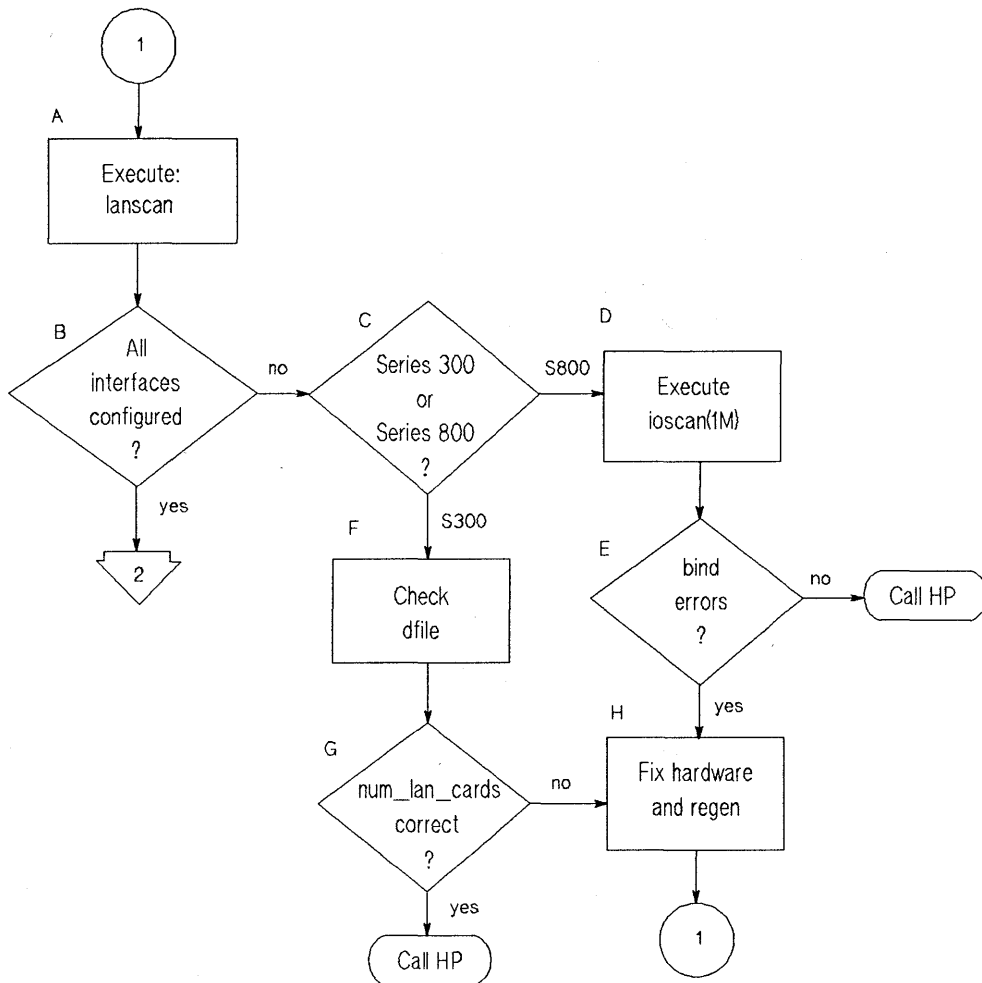 1
A
Execute:
lanscan
B
All
interfaces
configured
?
no
yes
2
C
Series 300
or
Series 800
?
S800
S300
D
Execute
ioscan(1M)
E
bind
errors
?
no
Call HP
yes
F
Check
dfile
G
num_lan_cards
correct
?
no
yes
Call HP
H
Fix hardware
and regen
1